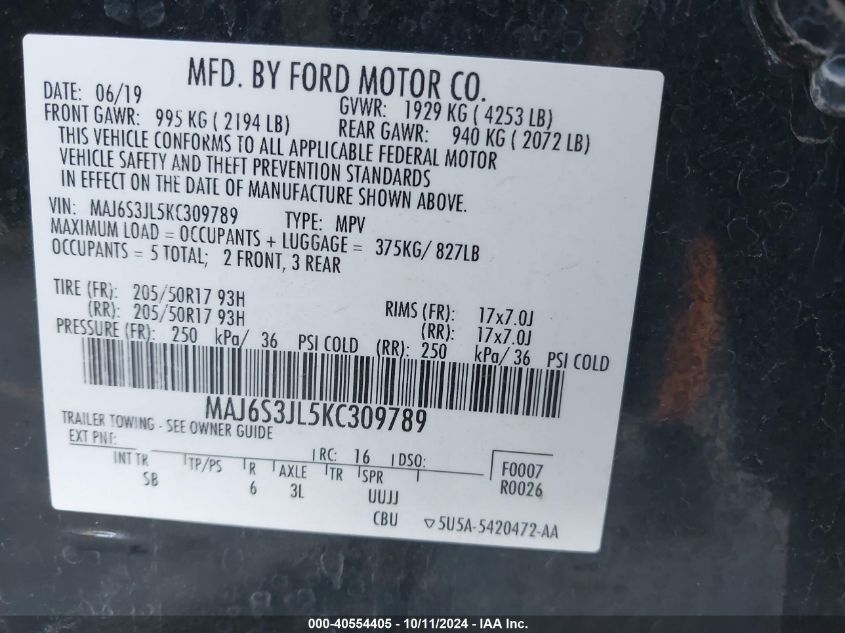 MFD. BY FORD MOTOR CO.
DATE: 06/19 GVWR: 1929 KG ( 4253 LB)
FRONT GAWR: 995 KG ( 2194 LB) REAR GAWR: 940 KG ( 2072 LB)
THIS VEHICLE CONFORMS TO ALL APPLICABLE FEDERAL MOTOR
VEHICLE SAFETY AND THEFT PREVENTION STANDARDS
IN EFFECT ON THE DATE OF MANUFACTURE SHOWN ABOVE.
VIN: MAJ6S3JL5KC309789 TYPE: MPV
MAXIMUM LOAD = OCCUPANTS + LUGGAGE = 375KG/ 827LB
OCCUPANTS = 5 TOTAL; 2 FRONT, 3 REAR
TIRE (FR): 205/50R17 93H RIMS (FR): 17x7.0J
(RR): 205/50R17 93H (RR): 17x7.0J
PRESSURE (FR): 250 kPa/ 36 PSI COLD (RR): 250 kPa/ 36 PSI COLD
MAJ6S3JL5KC309789
TRAILER TOWING - SEE OWNER GUIDE
EXT PNT: RC: 16 DSO: F0007
INT TR TP/PS R AXLE TR SPR R0026
SB 6 3L UUJJ
CBU ▽5U5A-5420472-AA
000-40554405 - 10/11/2024 - IAA Inc.